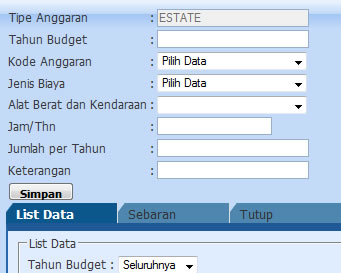 Tipe Anggaran : ESTATE
Tahun Budget :
Kode Anggaran : Pilih Data
Jenis Biaya : Pilih Data
Alat Berat dan Kendaraan :
Jam/Thn :
Jumlah per Tahun :
Keterangan :
Simpan
List Data Sebaran Tutup
List Data
Tahun Budget : Seluruhnya